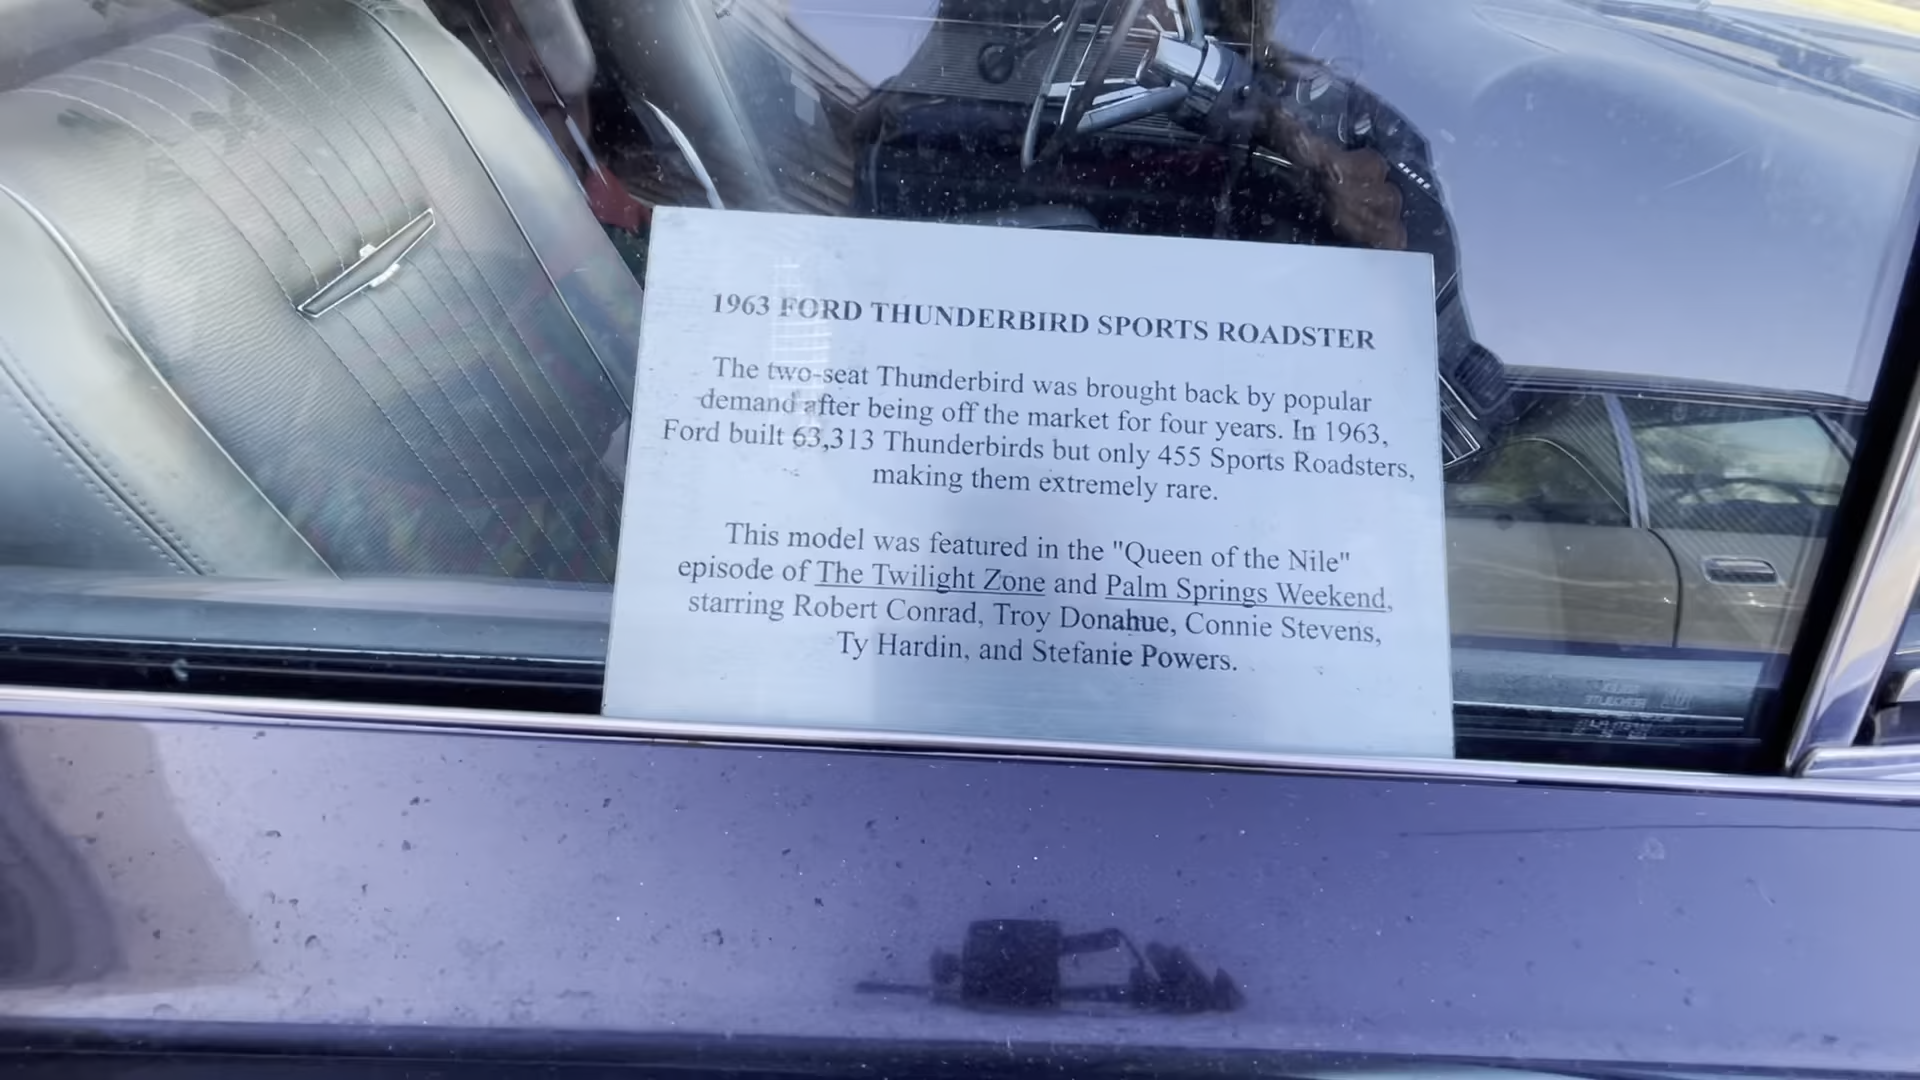 1963 FORD THUNDERBIRD SPORTS ROADSTER
The two-seat Thunderbird was brought back by popular
demand after being off the market for four years. In 1963,
Ford built 63,313 Thunderbirds but only 455 Sports Roadsters,
making them extremely rare.
This model was featured in the "Queen of the Nile"
episode of The Twilight Zone and Palm Springs Weekend,
starring Robert Conrad, Troy Donahue, Connie Stevens,
Ty Hardin, and Stefanie Powers.